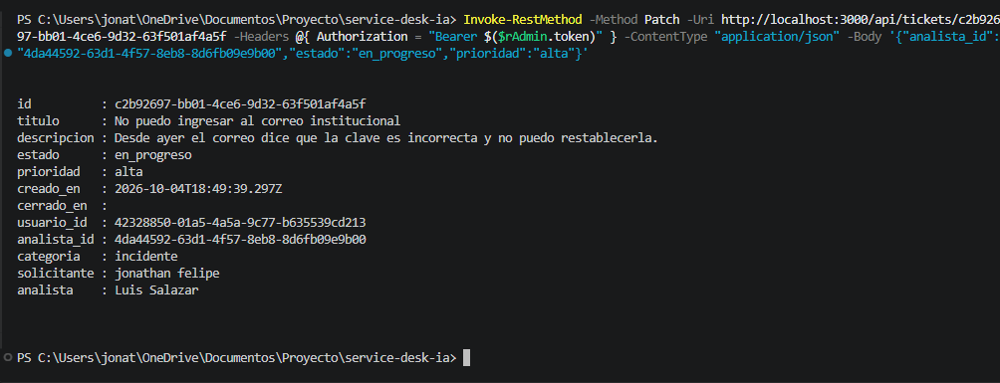 PS C:\Users\jonat\OneDrive\Documentos\Proyecto\service-desk-ia> Invoke-RestMethod -Method Patch -Uri http://localhost:3000/api/tickets/c2b926
97-bb01-4ce6-9d32-63f501af4a5f -Headers @{ Authorization = "Bearer $($rAdmin.token)" } -ContentType "application/json" -Body '{"analista_id":
"4da44592-63d1-4f57-8eb8-8d6fb09e9b00","estado":"en_progreso","prioridad":"alta"}'
id          : c2b92697-bb01-4ce6-9d32-63f501af4a5f
titulo      : No puedo ingresar al correo institucional
descripcion : Desde ayer el correo dice que la clave es incorrecta y no puedo restablecerla.
estado      : en_progreso
prioridad   : alta
creado_en   : 2026-10-04T18:49:39.297Z
cerrado_en  :
usuario_id  : 42328850-01a5-4a5a-9c77-b635539cd213
analista_id : 4da44592-63d1-4f57-8eb8-8d6fb09e9b00
categoria   : incidente
solicitante : jonathan felipe
analista    : Luis Salazar
PS C:\Users\jonat\OneDrive\Documentos\Proyecto\service-desk-ia>